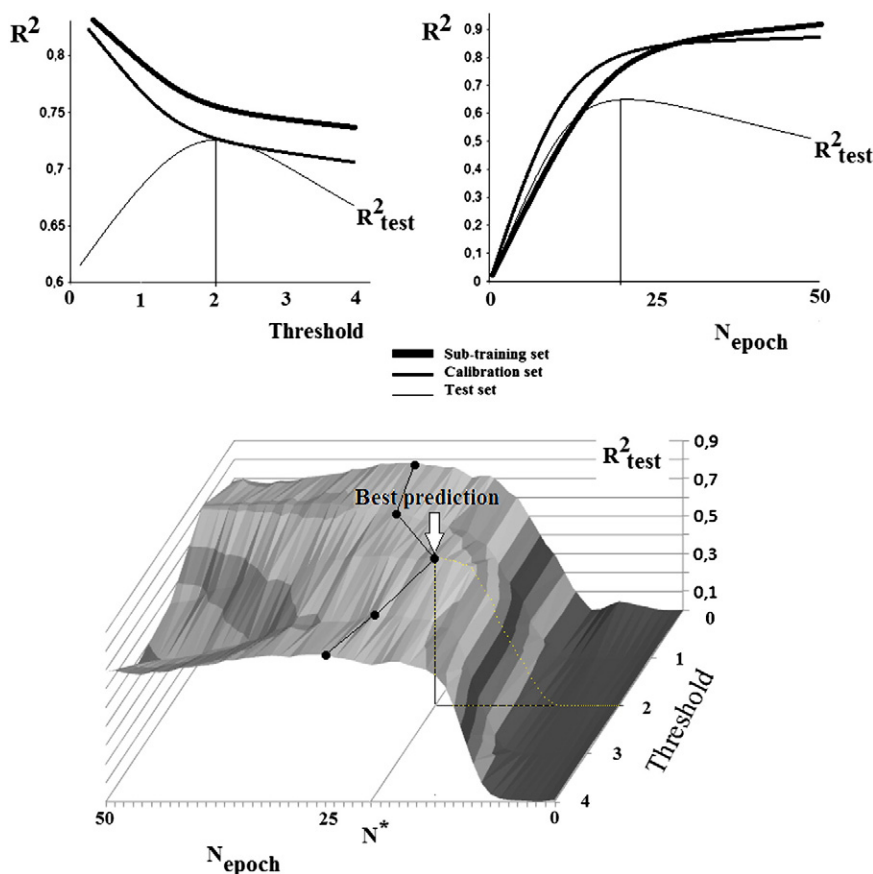 R²
0,8
0,75
0,7
0,65
0,6
0 1 2 3 4
Threshold
R²test
R²
0.9
0.8
0.7
0.6
0.5
0.4
0.3
0.2
0.1
0
0 25 50
Nepoch
R²test
Sub-training set
Calibration set
Test set
R²test
0,9
0,7
0,5
0,3
0,1
0
1
2
3
4
Threshold
Best prediction
50 25 0
N*
Nepoch